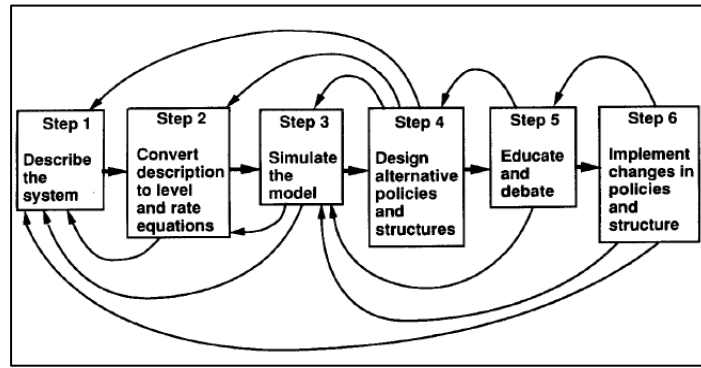 Step 1
Describe
the
system
Step 2
Convert
description
to level
and rate
equations
Step 3
Simulate
the
model
Step 4
Design
alternative
policies
and
structures
Step 5
Educate
and
debate
Step 6
Implement
changes in
policies
and
structure